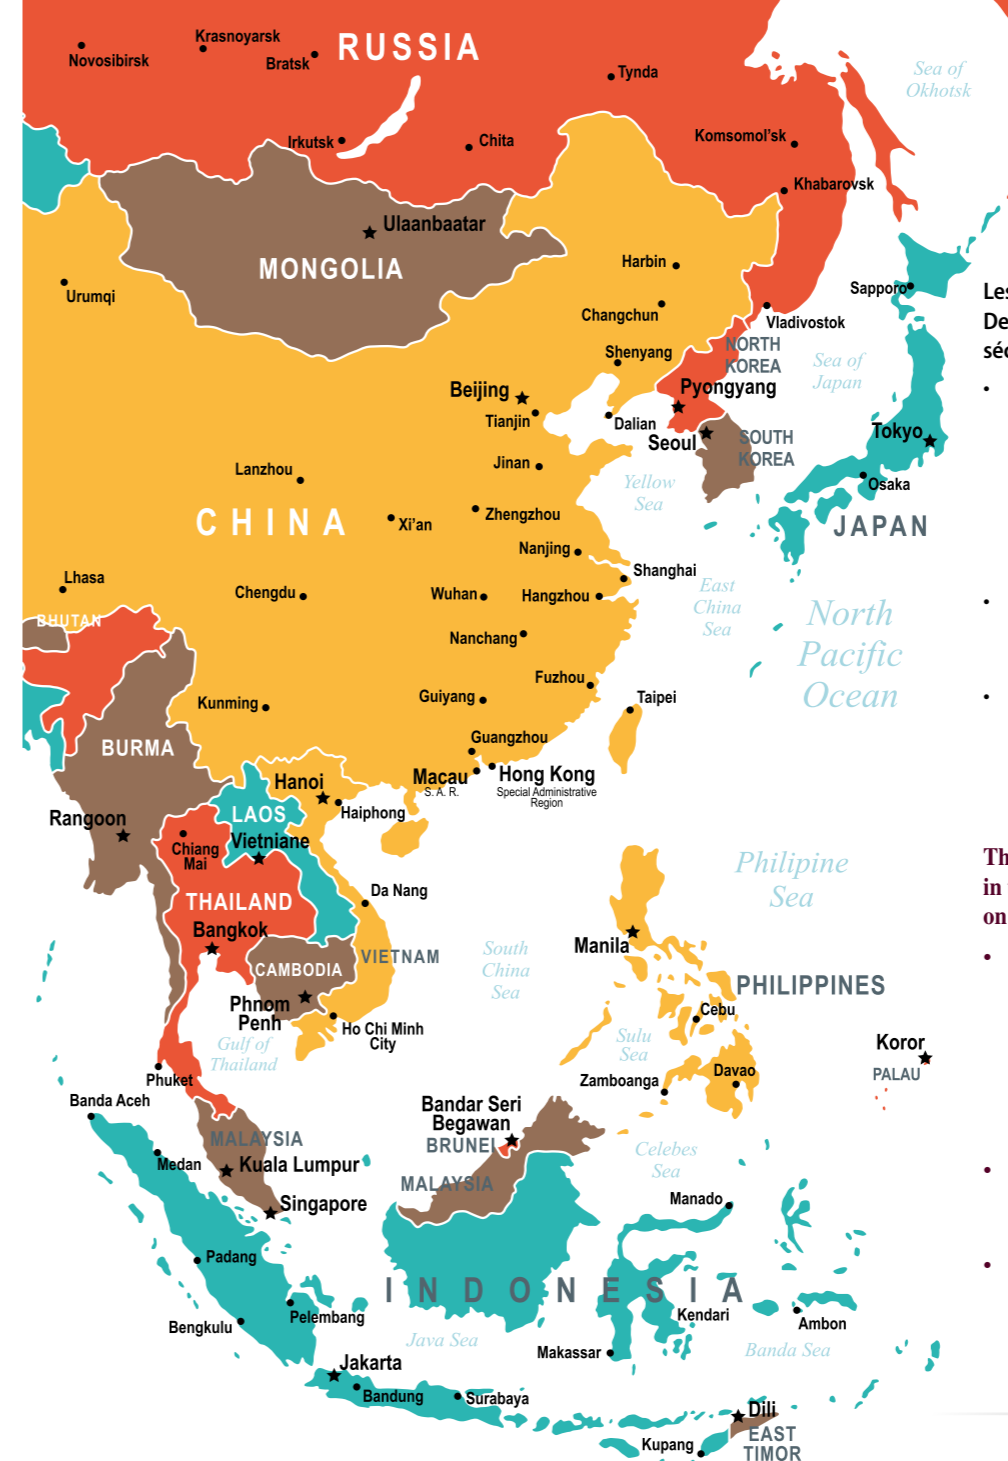 RUSSIA
Krasnoyarsk
Novosibirsk
Bratsk
Tynda
Sea of
Okhotsk
Irkutsk
Chita
Komsomol'sk
Khabarovsk
Ulaanbaatar
MONGOLIA
Harbin
Urumqi
Sapporo
Changchun
Vladivostok
Les
De
séc
NORTH
KOREA
Shenyang
Sea of
Japan
Beijing
Pyongyang
•
Tianjin
Dalian
Seoul
SOUTH
KOREA
Tokyo
Jinan
Lanzhou
Yellow
Sea
Osaka
CHINA
Xi'an
Zhengzhou
JAPAN
Nanjing
Shanghai
Lhasa
Chengdu
Wuhan
Hangzhou
East
China
Sea
BHUTAN
Nanchang
North
Pacific
Ocean
•
Fuzhou
Kunming
Guiyang
Taipei
•
BURMA
Guangzhou
Hanoi
Macau
S. A. R.
Hong Kong
Special Administrative
Region
Haiphong
LAOS
Rangoon
Vietniane
Chiang
Mai
Philipine
Sea
Th
in
on
Da Nang
THAILAND
Bangkok
Manila
VIETNAM
South
China
Sea
•
CAMBODIA
PHILIPPINES
Phnom
Penh
Cebu
Ho Chi Minh
City
Gulf of
Thailand
Sulu
Sea
Koror
PALAU
Phuket
Zamboanga
Davao
Banda Aceh
Bandar Seri
Begawan
BRUNEI
MALAYSIA
Medan
Kuala Lumpur
Celebes
Sea
•
MALAYSIA
Singapore
Manado
Padang
•
INDONESIA
Pelembang
Kendari
Bengkulu
Ambon
Java Sea
Makassar
Banda Sea
Jakarta
Bandung
Surabaya
Dili
EAST
TIMOR
Kupang